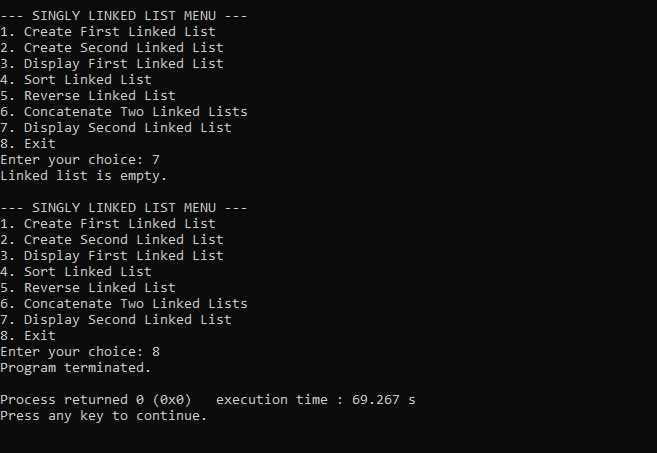 --- SINGLY LINKED LIST MENU ---
1. Create First Linked List
2. Create Second Linked List
3. Display First Linked List
4. Sort Linked List
5. Reverse Linked List
6. Concatenate Two Linked Lists
7. Display Second Linked List
8. Exit
Enter your choice: 7
Linked list is empty.

--- SINGLY LINKED LIST MENU ---
1. Create First Linked List
2. Create Second Linked List
3. Display First Linked List
4. Sort Linked List
5. Reverse Linked List
6. Concatenate Two Linked Lists
7. Display Second Linked List
8. Exit
Enter your choice: 8
Program terminated.

Process returned 0 (0x0)   execution time : 69.267 s
Press any key to continue.